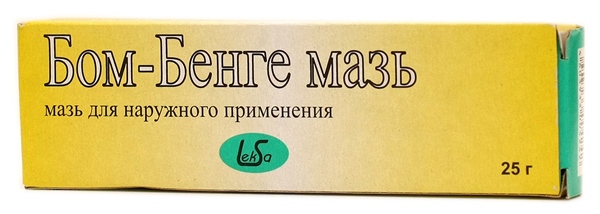 Бом-Бенге мазь
мазь для наружного применения
LekSa
25 г